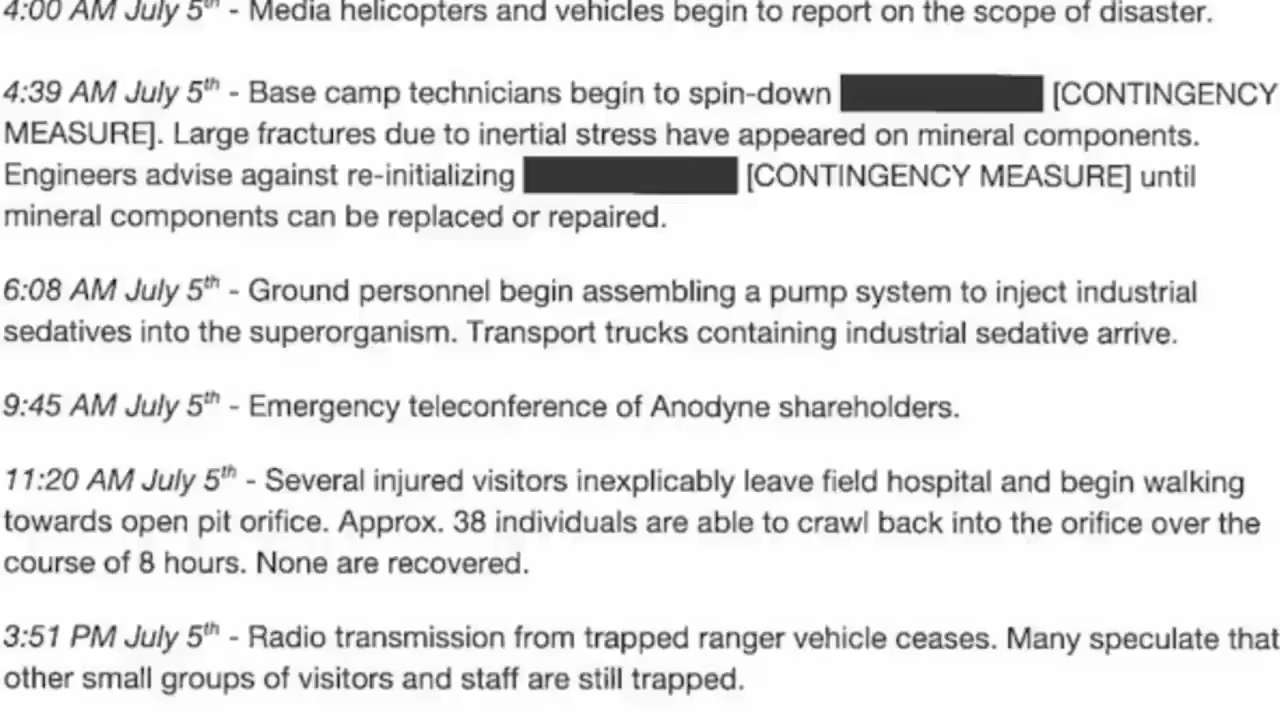 4:00 AM July 5th - Media helicopters and vehicles begin to report on the scope of disaster.
4:39 AM July 5th - Base camp technicians begin to spin-down [CONTINGENCY
MEASURE]. Large fractures due to inertial stress have appeared on mineral components.
Engineers advise against re-initializing [CONTINGENCY MEASURE] until
mineral components can be replaced or repaired.
6:08 AM July 5th - Ground personnel begin assembling a pump system to inject industrial
sedatives into the superorganism. Transport trucks containing industrial sedative arrive.
9:45 AM July 5th - Emergency teleconference of Anodyne shareholders.
11:20 AM July 5th - Several injured visitors inexplicably leave field hospital and begin walking
towards open pit orifice. Approx. 38 individuals are able to crawl back into the orifice over the
course of 8 hours. None are recovered.
3:51 PM July 5th - Radio transmission from trapped ranger vehicle ceases. Many speculate that
other small groups of visitors and staff are still trapped.